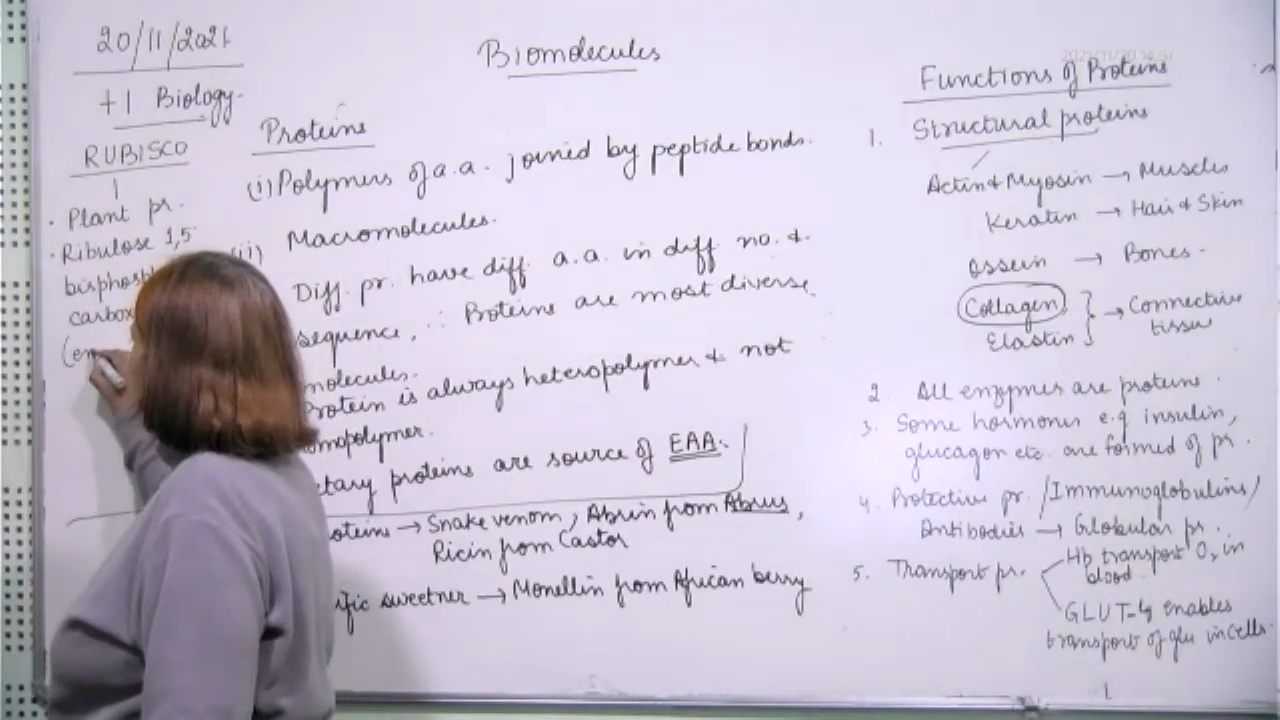 20/11/2021
+1 Biology
RUBISCO
· Plant pr.
· Ribulose 1,5
Biomolecules
Proteins
(i) Polymers of a.a. joined by peptide bonds.
(ii) Macromolecules.
Diff. pr. have diff a.a. in diff no. &
sequence, ∴ Proteins are most diverse
molecules.
Protein is always heteropolymer & not
proteins are source of EAA.
→ Snake venom, Abrin from Abrus,
Ricin from Castor
sweetner → Monellin from African berry
Functions of Proteins
1. Structural proteins
Actin & Myosin → Muscles
Keratin → Hair & Skin
Ossein → Bones.
Collagen } → Connective
Elastin tissue
2. All enzymes are proteins.
3. Some hormones e.g insulin,
glucagon etc. are formed of pr.
4. Protective pr. / Immunoglobulins /
Antibodies → Globular pr.
5. Transport pr. Hb transport O2 in
blood.
GLUT-4 enables
transport of glu in cells.